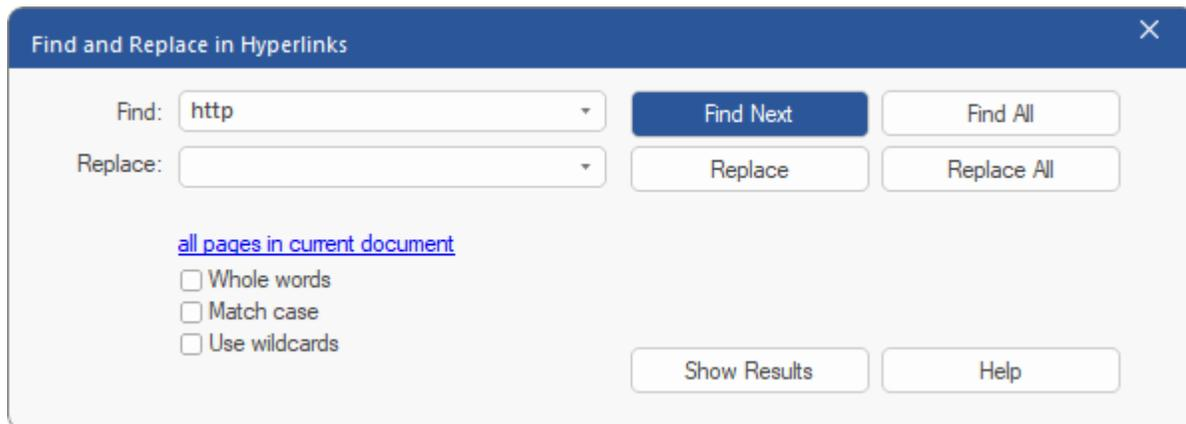 Find and Replace in Hyperlinks
Find: http Find Next Find All
Replace: Replace Replace All
all pages in current document
Whole words
Match case
Use wildcards
Show Results Help